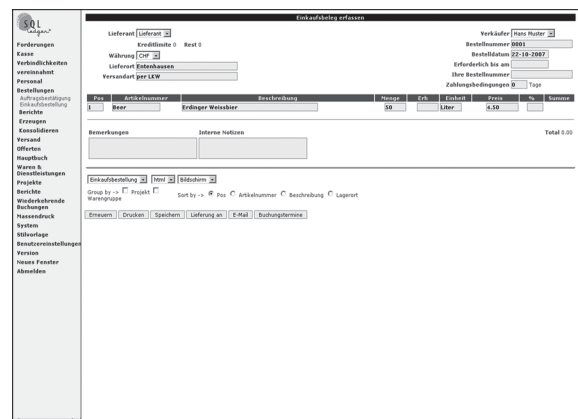 SQL
Ledger
Forderungen
Kasse
Verbindlichkeiten
vereinnahmt
Personal
Bestellungen
Auftragsbestätigung
Einkaufsbestellung
Berichte
Erzeugen
Konsolidieren
Versand
Offerten
Hauptbuch
Waren &
Dienstleistungen
Projekte
Berichte
Wiederkehrende
Buchungen
Massendruck
System
Stilvorlage
Benutzereinstellungen
Version
Neues Fenster
Abmelden
Einkaufsbeleg erfassen
Lieferant Lieferant
Kreditlimite 0 Rest 0
Währung CHF
Lieferort Entenhausen
Versandart per LKW
Verkäufer Hans Muster
Bestellnummer 0001
Bestelldatum 22-10-2007
Erforderlich bis am
Ihre Bestellnummer
Zahlungsbedingungen 0 Tage
Pos Artikelnummer Beschreibung Menge Erh Einheit Preis % Summe
1 Beer Erdinger Weissbier 50 Liter 4.50
Bemerkungen Interne Notizen Total 0.00
Einkaufsbestellung Html Bildschirm
Group by -> Projekt
Warengruppe
Sort by -> Pos Artikelnummer Beschreibung Lagerort
Erneuern Drucken Speichern Lieferung an E-Mail Buchungstermine